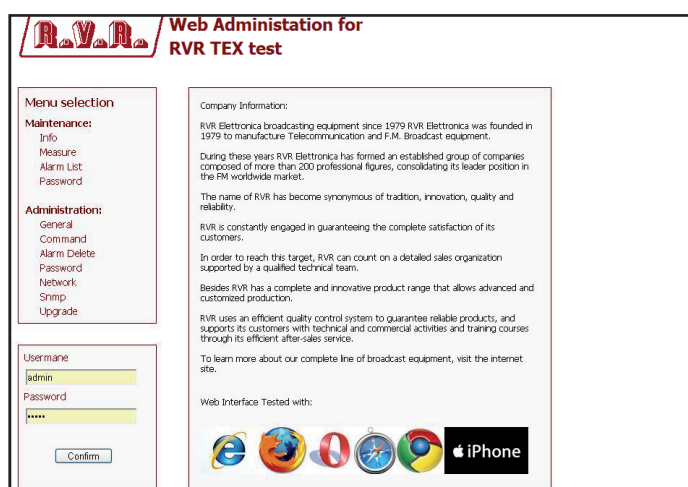 R.V.R.
Web Administation for
RVR TEX test
Menu selection
Maintenance:
Info
Measure
Alarm List
Password
Administration:
General
Command
Alarm Delete
Password
Network
Snmp
Upgrade
Usermane
admin
Password
•••••
Confirm
Company Information:
RVR Elettronica broadcasting equipment since 1979 RVR Elettronica was founded in
1979 to manufacture Telecommunication and F.M. Broadcast equipment.
During these years RVR Elettronica has formed an established group of companies
composed of more than 200 professional figures, consolidating its leader position in
the FM worldwide market.
The name of RVR has become synonymous of tradition, innovation, quality and
reliability.
RVR is constantly engaged in guaranteeing the complete satisfaction of its
customers.
In order to reach this target, RVR can count on a detailed sales organization
supported by a qualified technical team.
Besides RVR has a complete and innovative product range that allows advanced and
customized production.
RVR uses an efficient quality control system to guarantee reliable products, and
supports its customers with technical and commercial activities and training courses
through its efficient after-sales service.
To learn more about our complete line of broadcast equipment, visit the internet
site.
Web Interface Tested with:
iPhone